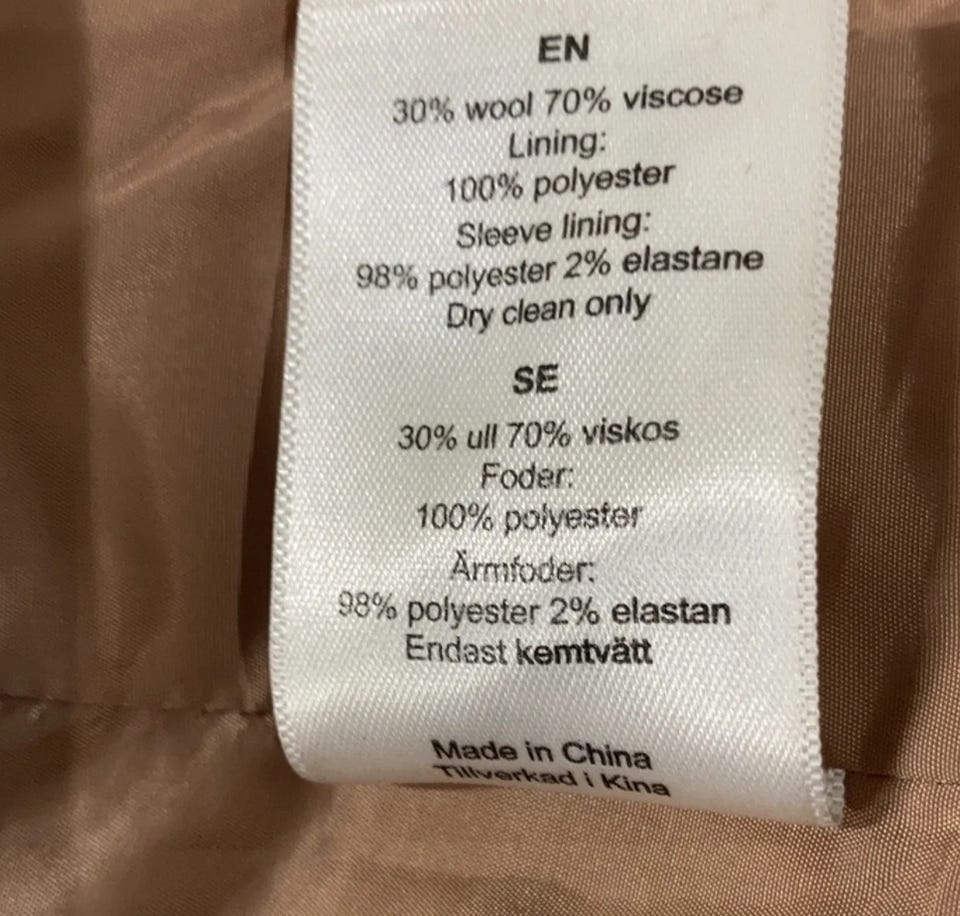 EN
30% wool 70% viscose
Lining:
100% polyester
Sleeve lining:
98% polyester 2% elastane
Dry clean only
SE
30% ull 70% viskos
Foder:
100% polyester
Ärmfoder:
98% polyester 2% elastan
Endast kemtvätt
Made in China
Tillverkad i Kina